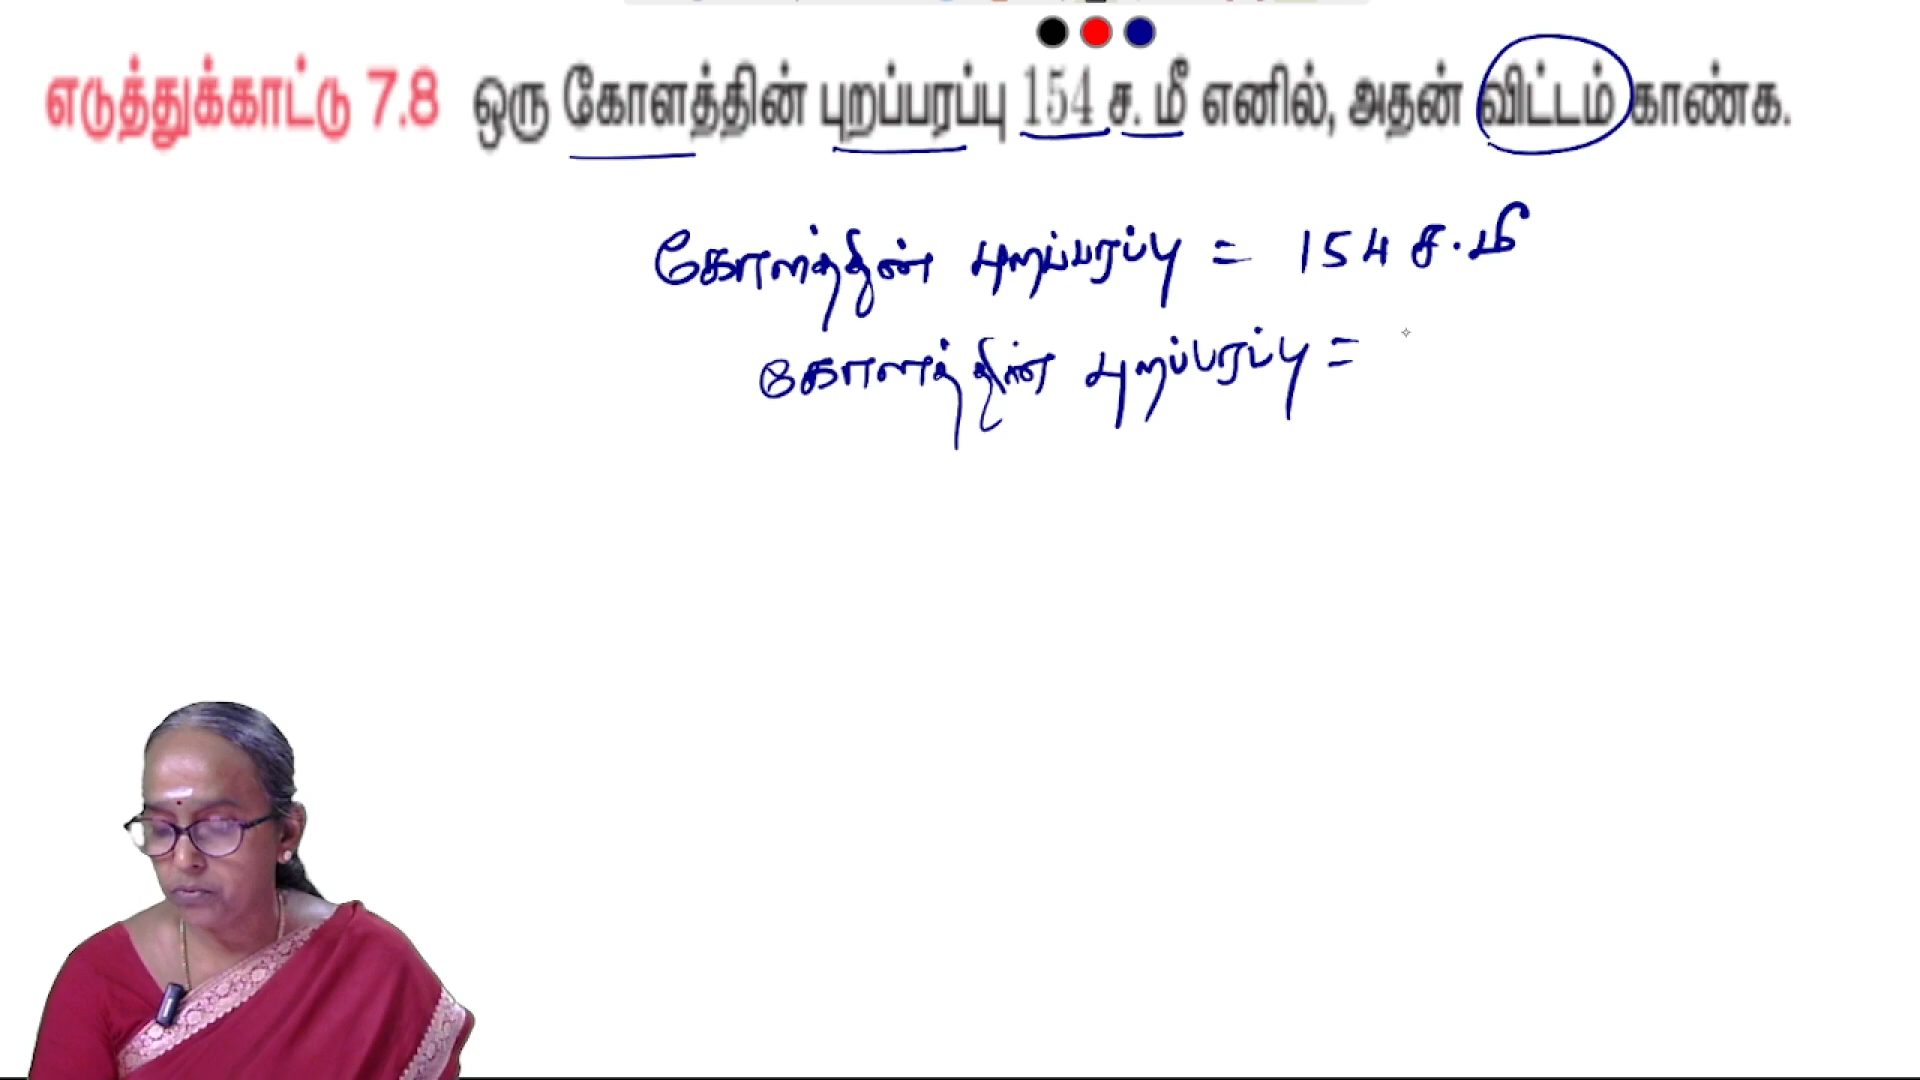 எடுத்துக்காட்டு 7.8 ஒரு கோளத்தின் புறப்பரப்பு 154 ச. மீ எனில், அதன் விட்டம் காண்க.
கோளத்தின் புறப்பரப்பு = 154 ச.மீ
கோளத்தின் புறப்பரப்பு =